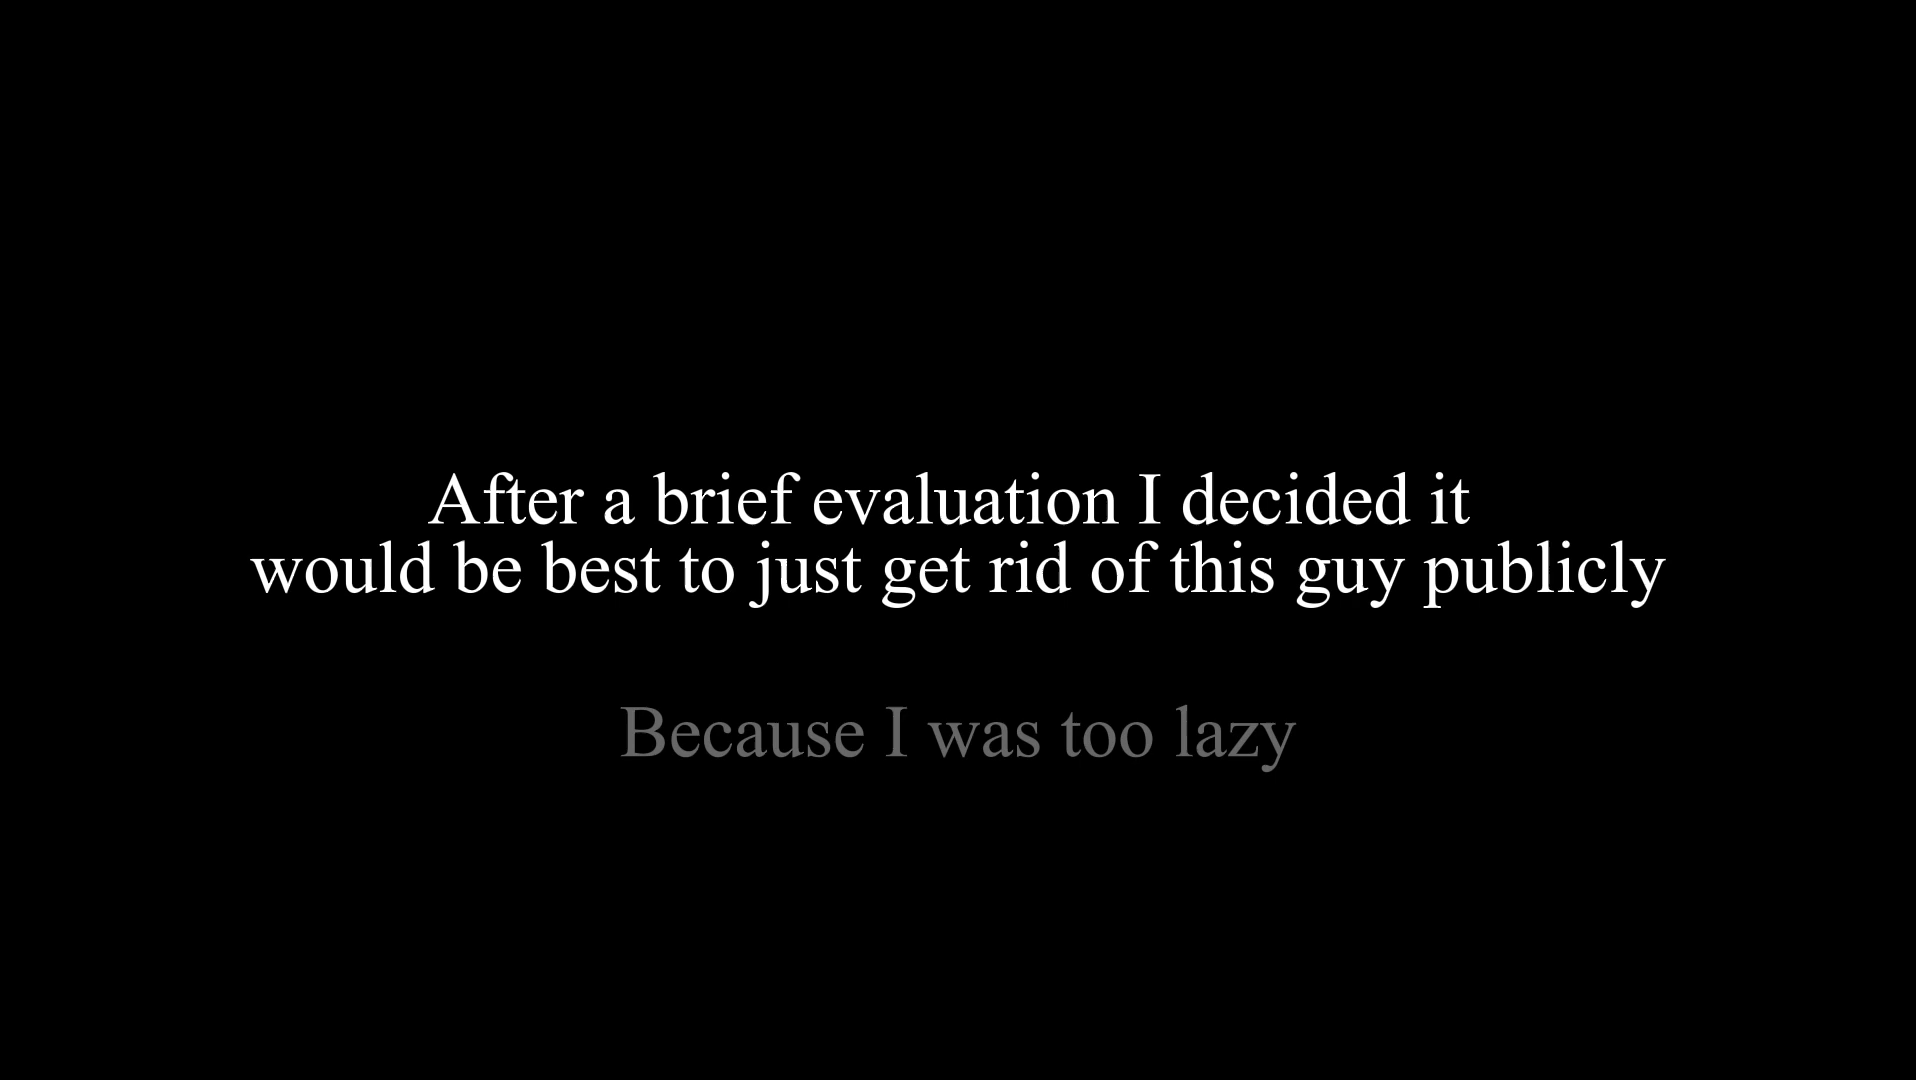 After a brief evaluation I decided it
would be best to just get rid of this guy publicly
Because I was too lazy